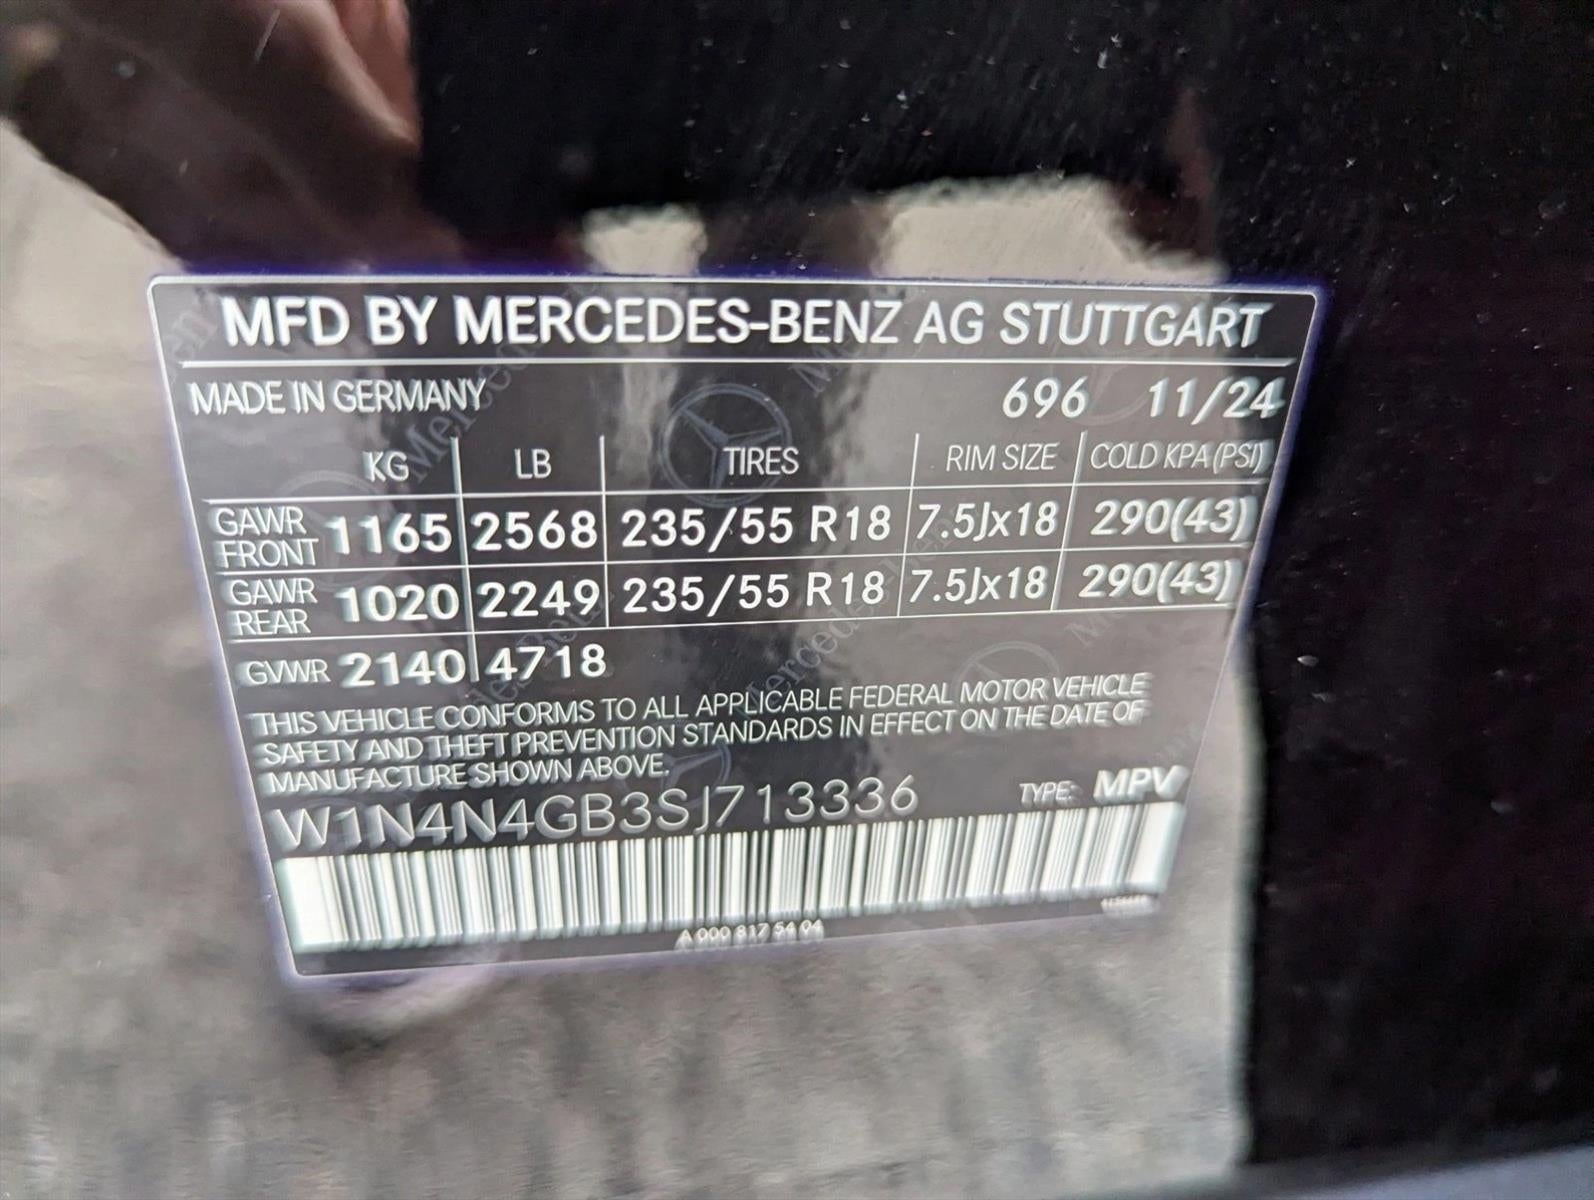 MFD BY MERCEDES-BENZ AG STUTTGART
MADE IN GERMANY 696 11/24
KG LB TIRES RIM SIZE COLD KPA (PSI)
GAWR FRONT 1165 2568 235/55 R18 7.5Jx18 290(43)
GAWR REAR 1020 2249 235/55 R18 7.5Jx18 290(43)
GVWR 2140 4718
THIS VEHICLE CONFORMS TO ALL APPLICABLE FEDERAL MOTOR VEHICLE
SAFETY AND THEFT PREVENTION STANDARDS IN EFFECT ON THE DATE OF
MANUFACTURE SHOWN ABOVE.
W1N4N4GB3SJ713336 TYPE: MPV
A 000 817 54 04